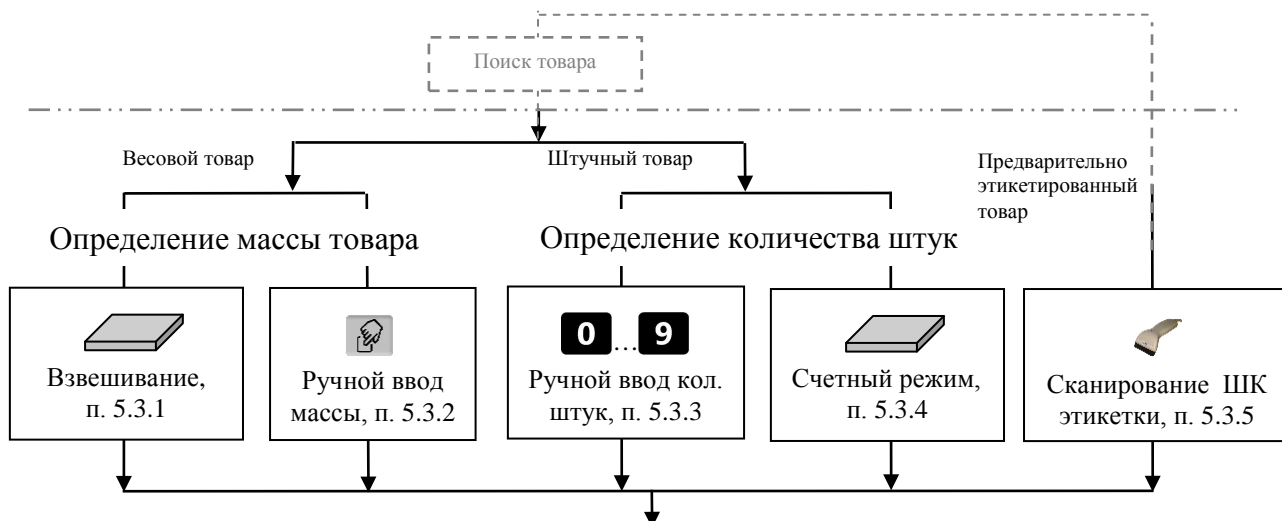 Поиск товара
Весовой товар
Штучный товар
Предварительно
этикетированный
товар
Определение массы товара
Определение количества штук
Взвешивание,
п. 5.3.1
Ручной ввод
массы, п. 5.3.2
0...9
Ручной ввод кол.
штук, п. 5.3.3
Счетный режим,
п. 5.3.4
Сканирование ШК
этикетки, п. 5.3.5